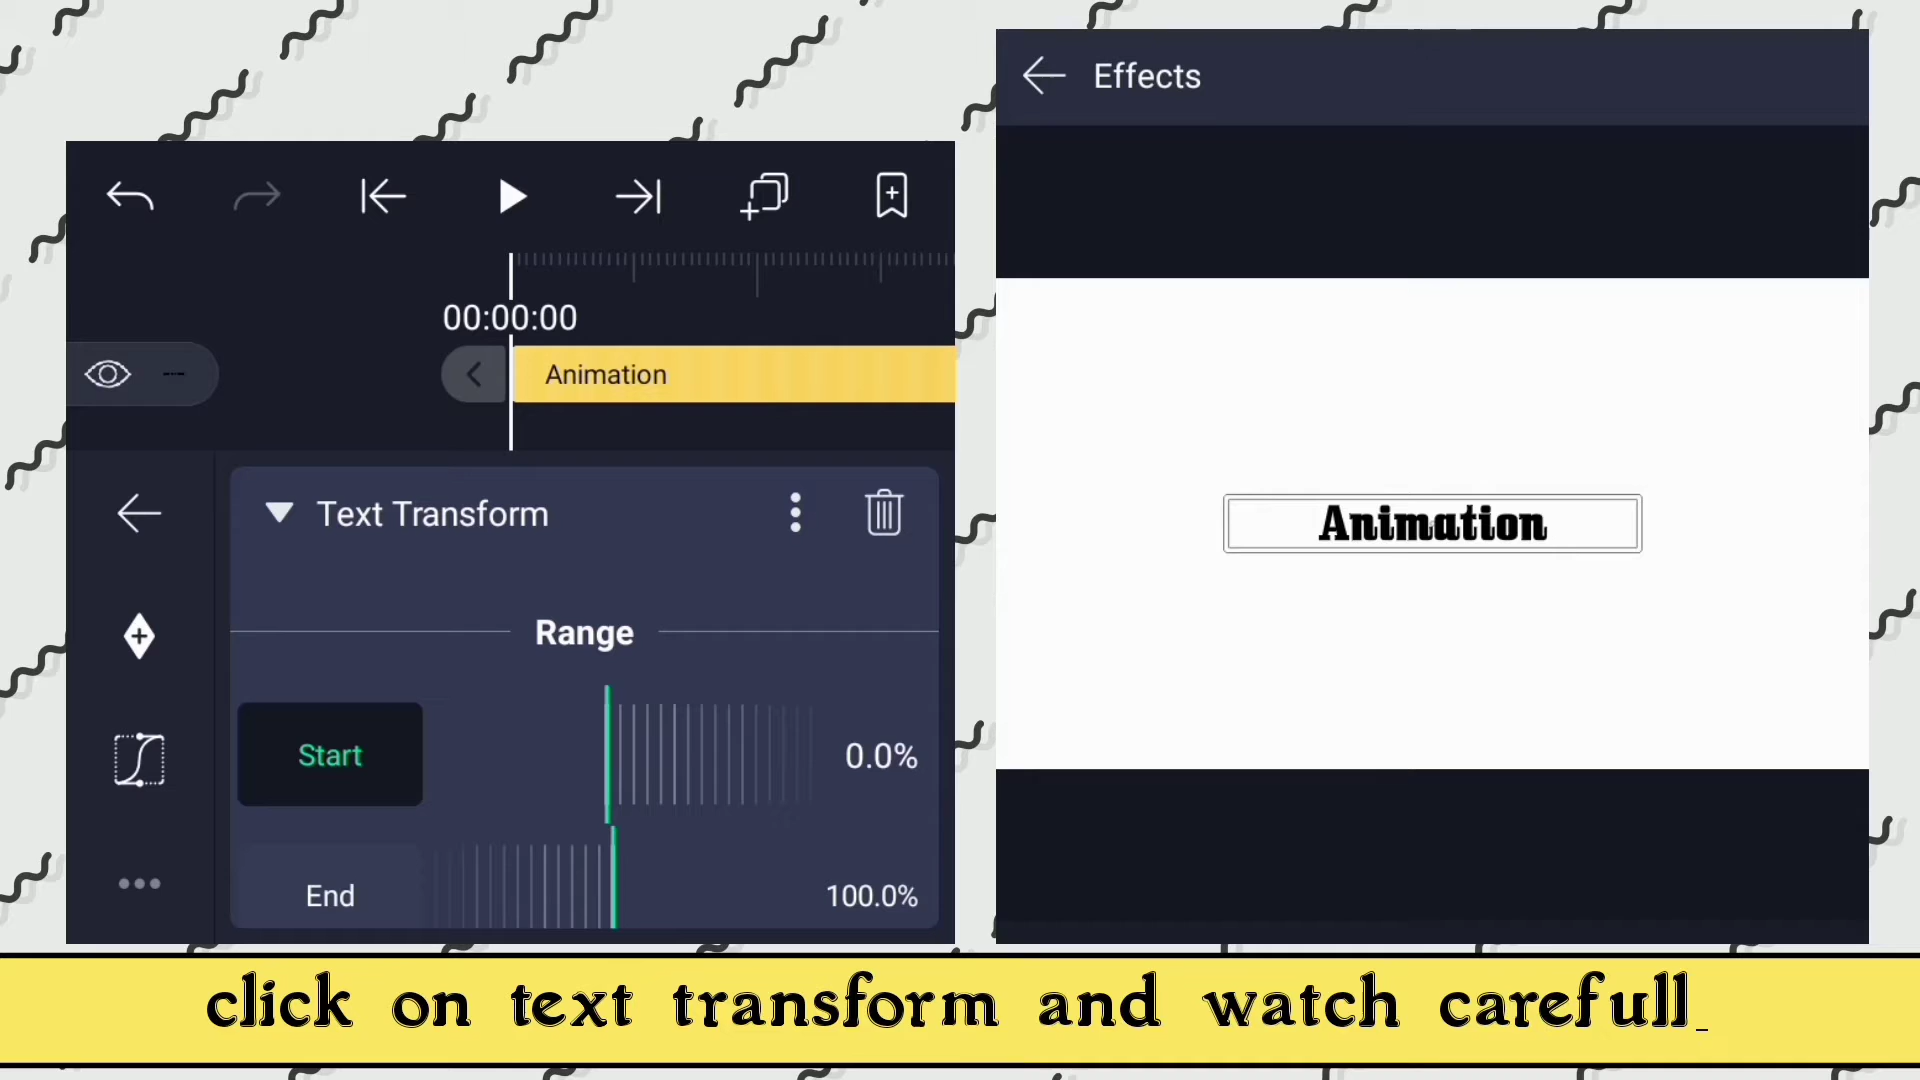 Effects
00:00:00
Animation
Text Transform
Range
Start
0.0%
End
100.0%
Animation
click on text transform and watch carefull_